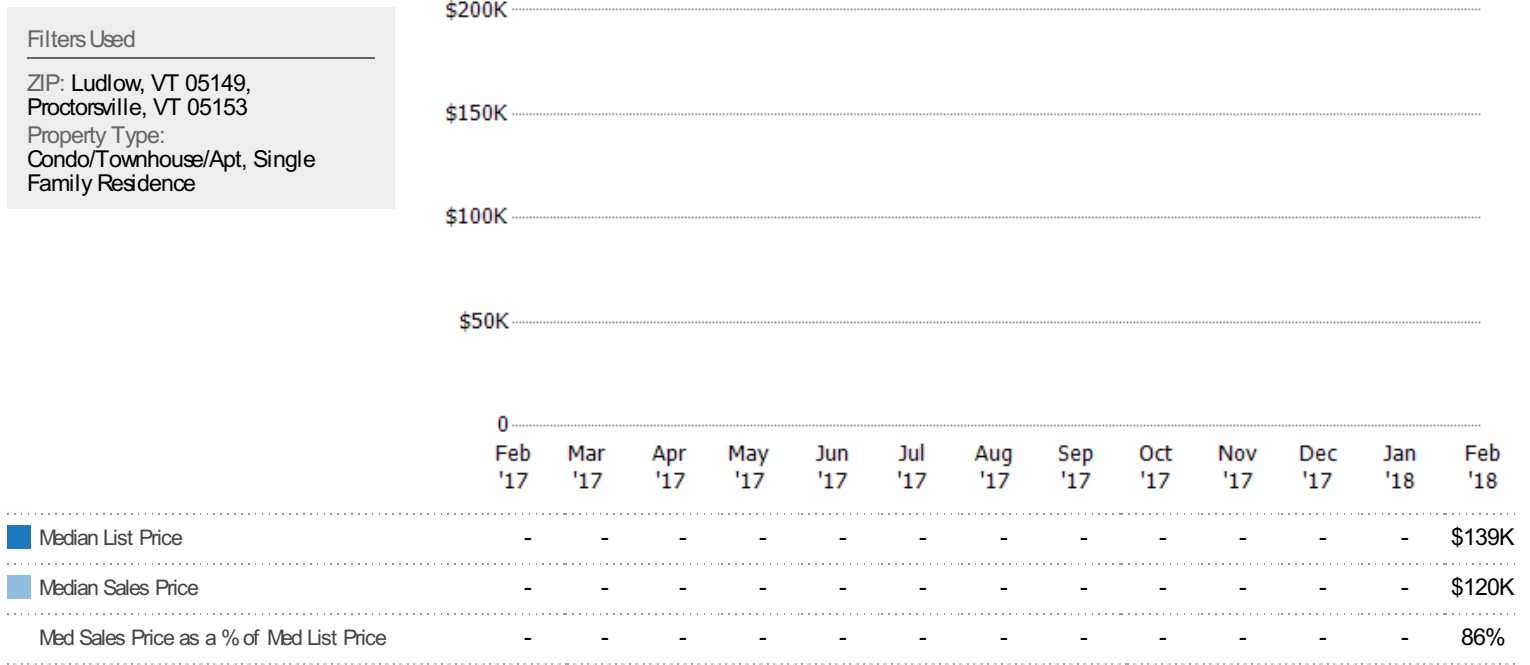 Filters Used
ZIP: Ludlow, VT 05149,
Proctorsville, VT 05153
Property Type:
Condo/Townhouse/Apt, Single
Family Residence
$200K
$150K
$100K
$50K
0
Feb Mar Apr May Jun Jul Aug Sep Oct Nov Dec Jan Feb
'17 '17 '17 '17 '17 '17 '17 '17 '17 '17 '17 '18 '18
Median List Price - - - - - - - - - - - - $139K
Median Sales Price - - - - - - - - - - - - $120K
Med Sales Price as a % of Med List Price - - - - - - - - - - - - 86%